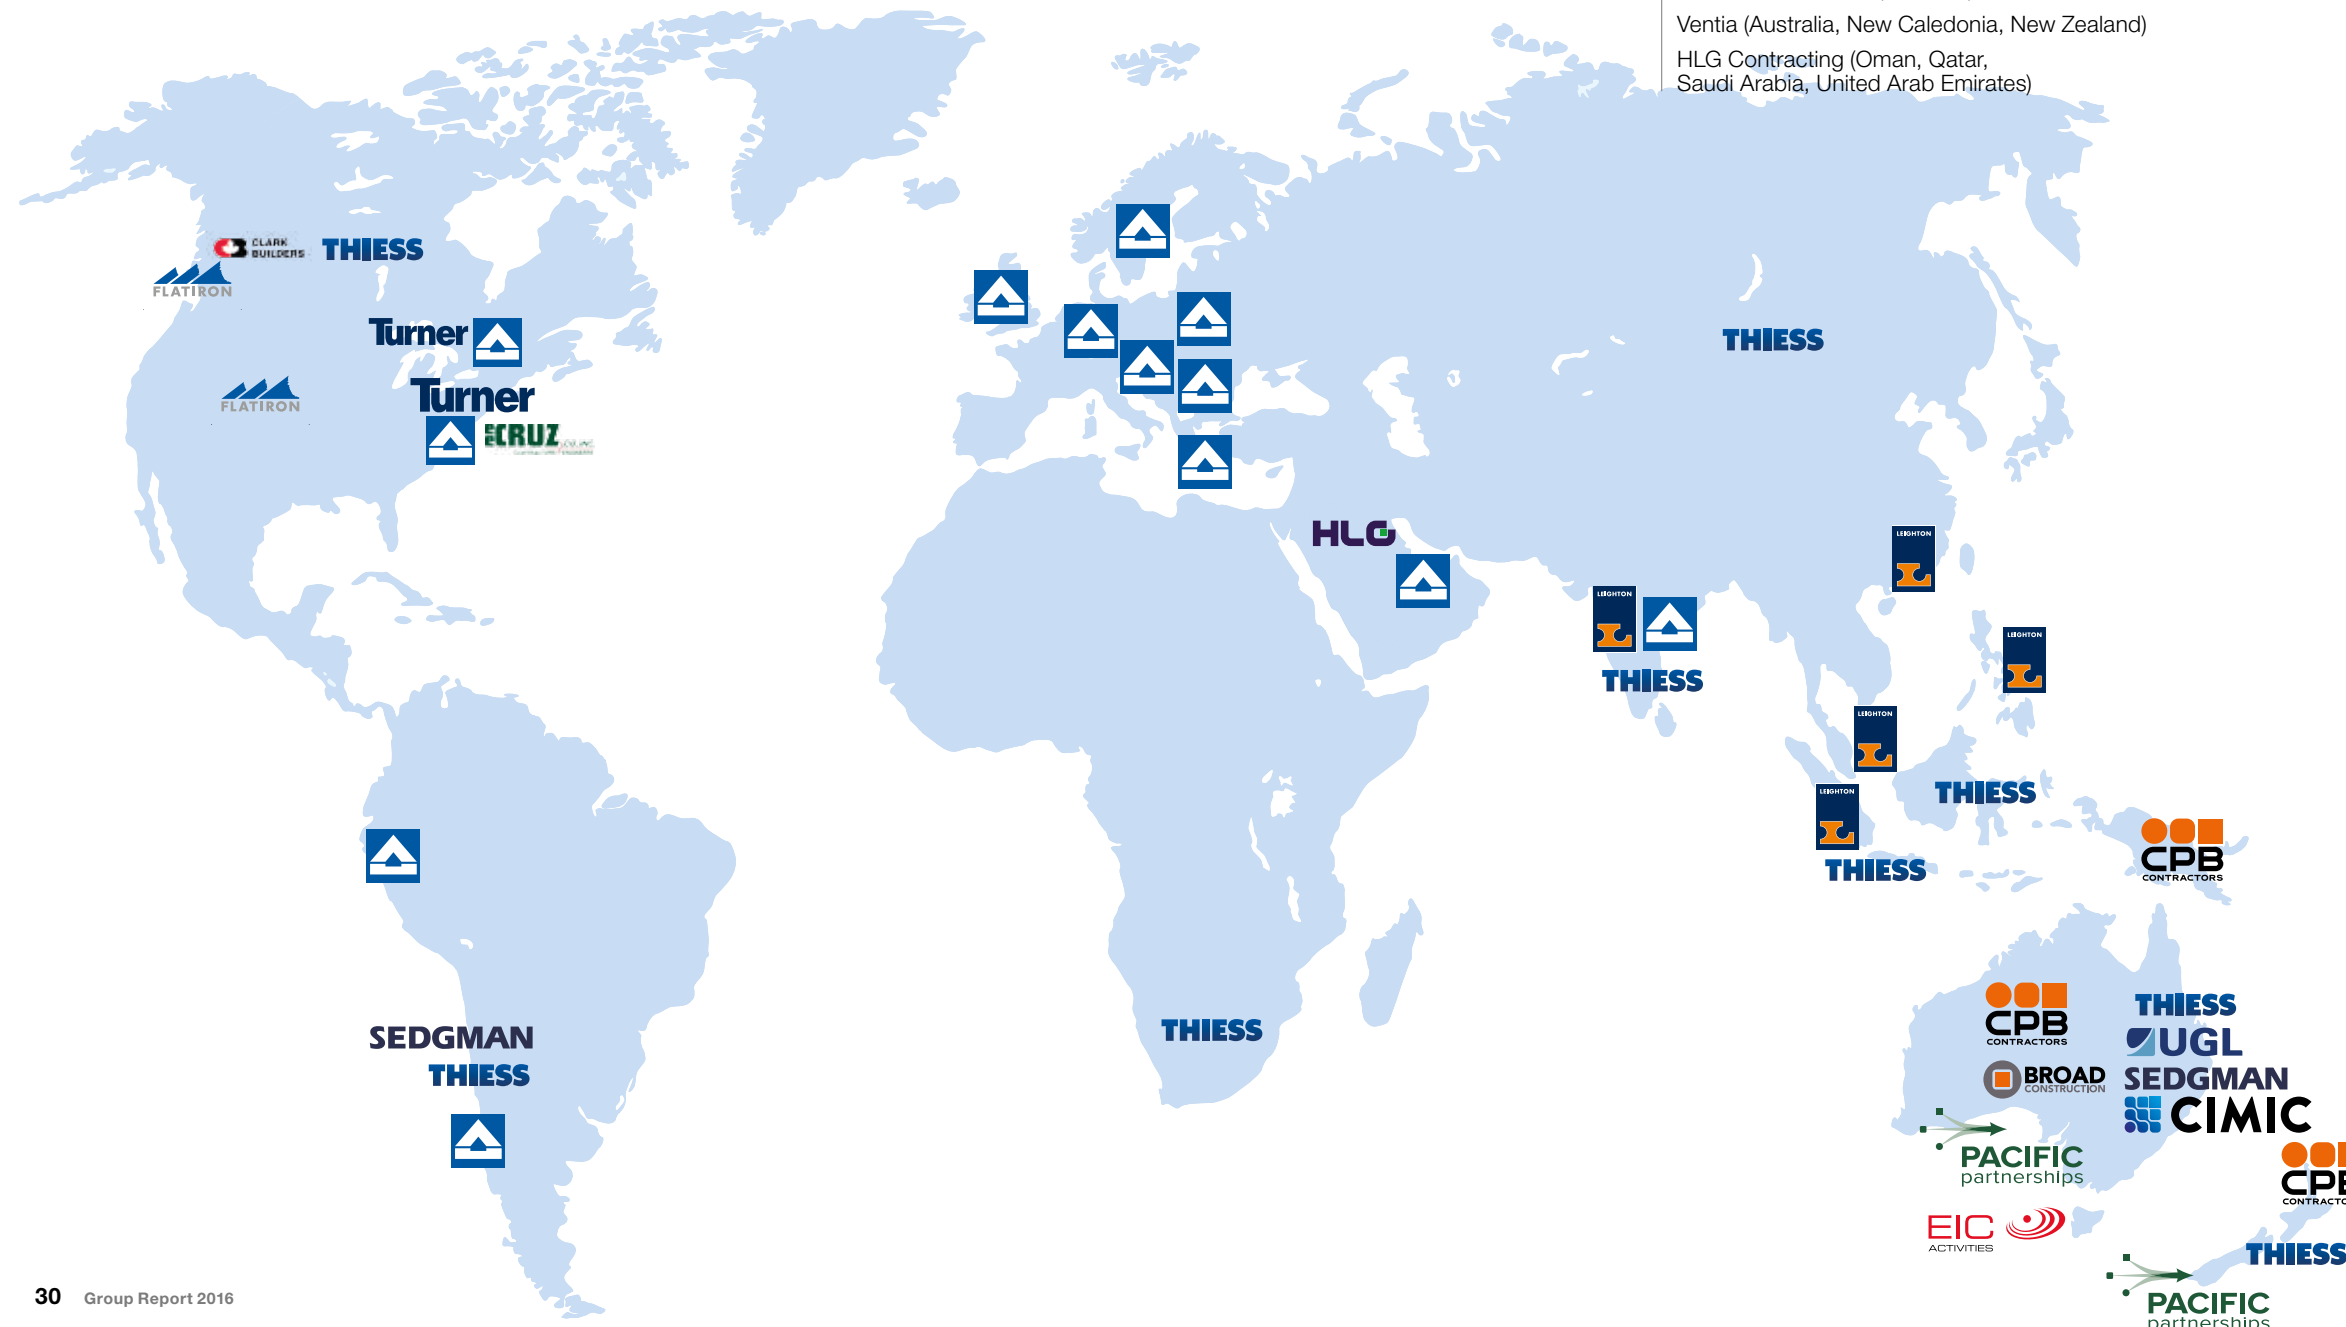 Ventia (Australia, New Caledonia, New Zealand)
HLG Contracting (Oman, Qatar,
Saudi Arabia, United Arab Emirates)
CLARK
BUILDERS
THIESS
FLATIRON
Turner
FLATIRON
Turner
CRUZ
THIESS
HLG
LEIGHTON
LEIGHTON
THIESS
LEIGHTON
LEIGHTON
THIESS
LEIGHTON
THIESS
CPB
CONTRACTORS
SEDGMAN
THIESS
THIESS
CPB
CONTRACTORS
THIESS
UGL
BROAD
CONSTRUCTION
SEDGMAN
CIMIC
PACIFIC
partnerships
CPB
EIC
ACTIVITIES
THIESS
PACIFIC
partnerships
30 Group Report 2016